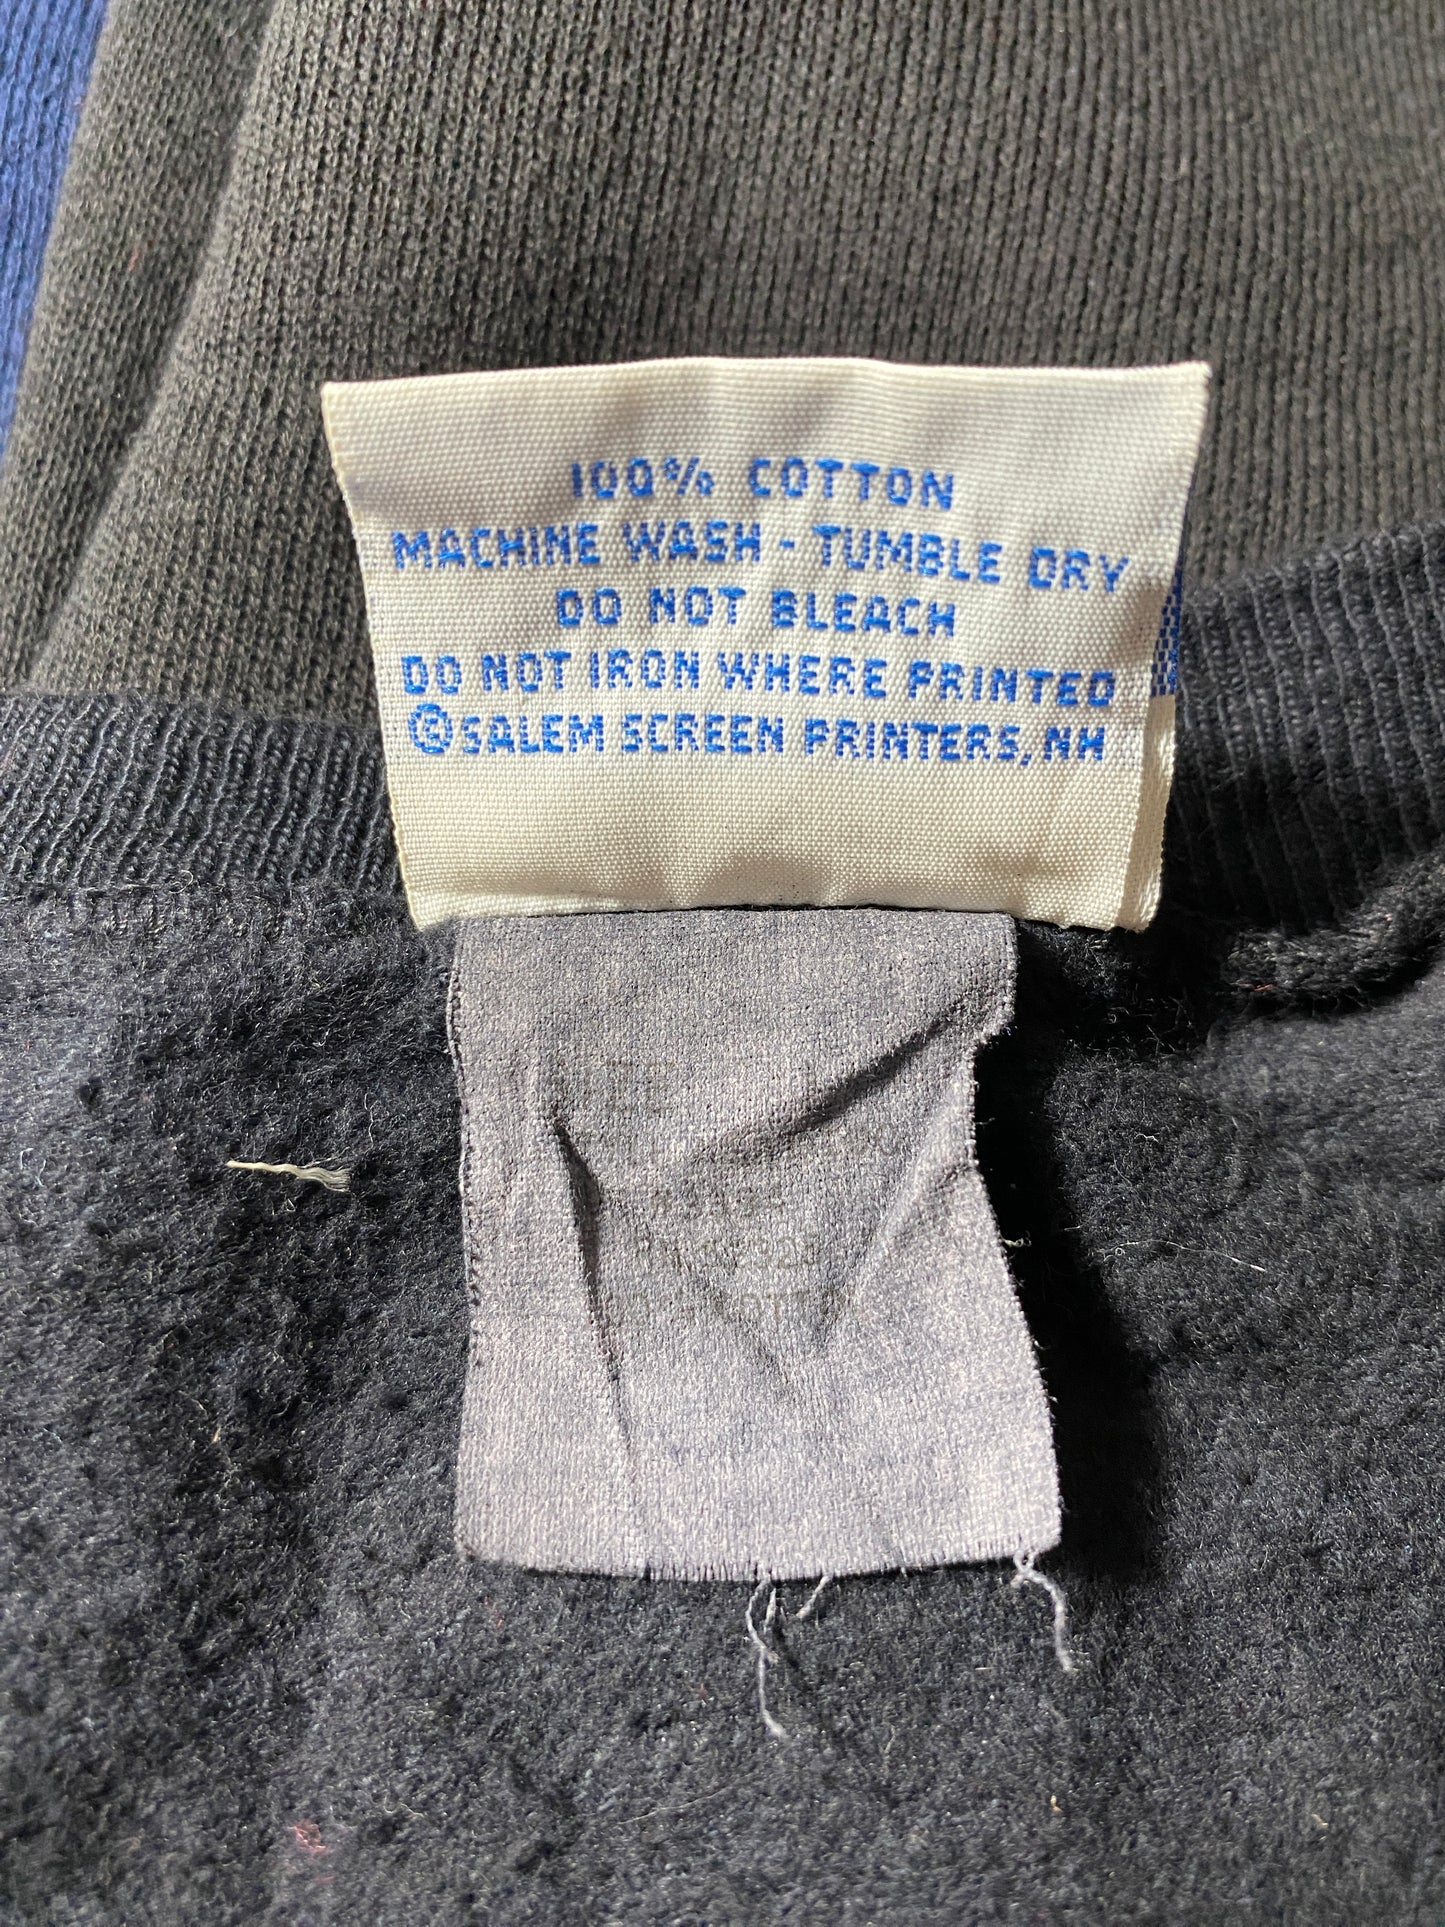 100% COTTON
MACHINE WASH - TUMBLE DRY
DO NOT BLEACH
DO NOT IRON WHERE PRINTED
©SALEM SCREEN PRINTERS, NH